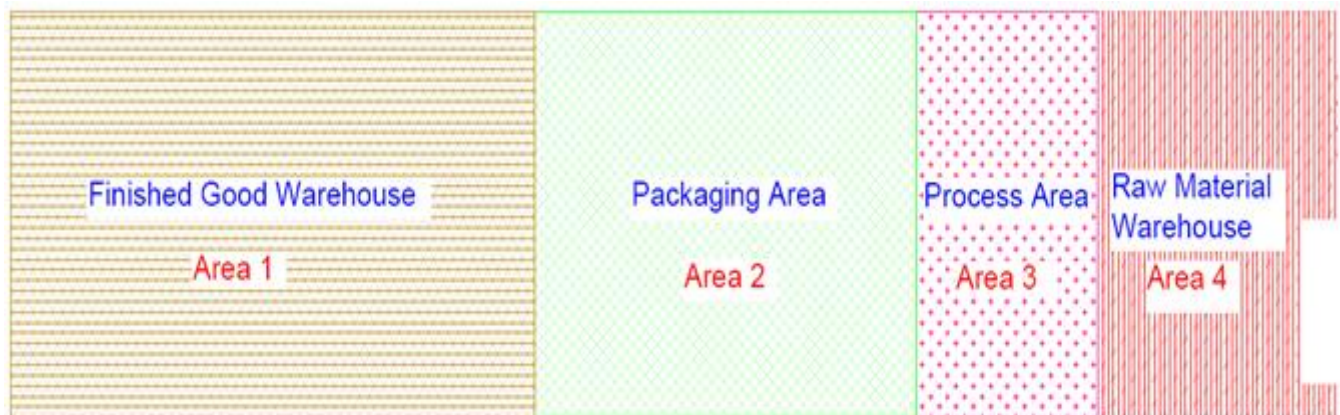 Finished Good Warehouse
Area 1
Packaging Area
Area 2
Process Area
Area 3
Raw Material
Warehouse
Area 4